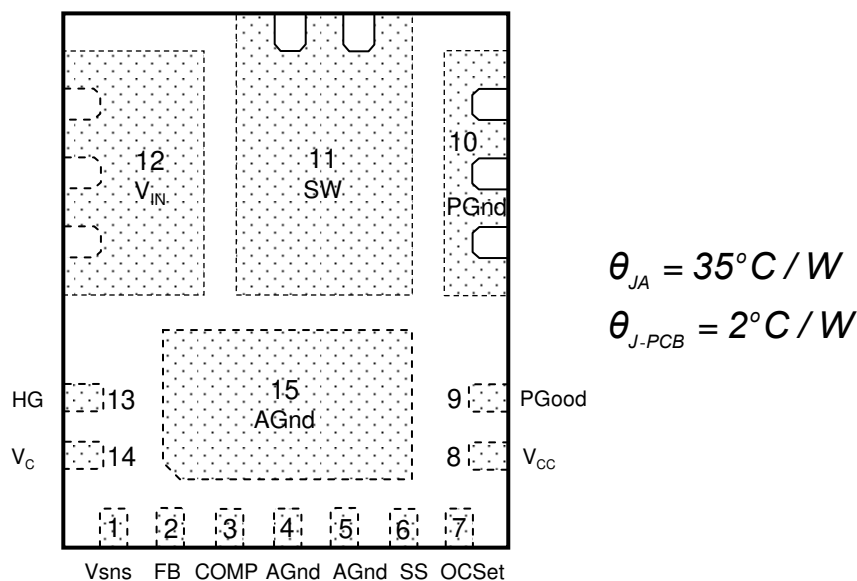 12
V_IN
11
SW
10
PGnd
θ_JA = 35°C / W
θ_J-PCB = 2°C / W
15
AGnd
HG 13
9 PGood
V_C 14
8 V_CC
1 2 3 4 5 6 7
Vsns FB COMP AGnd AGnd SS OCSet